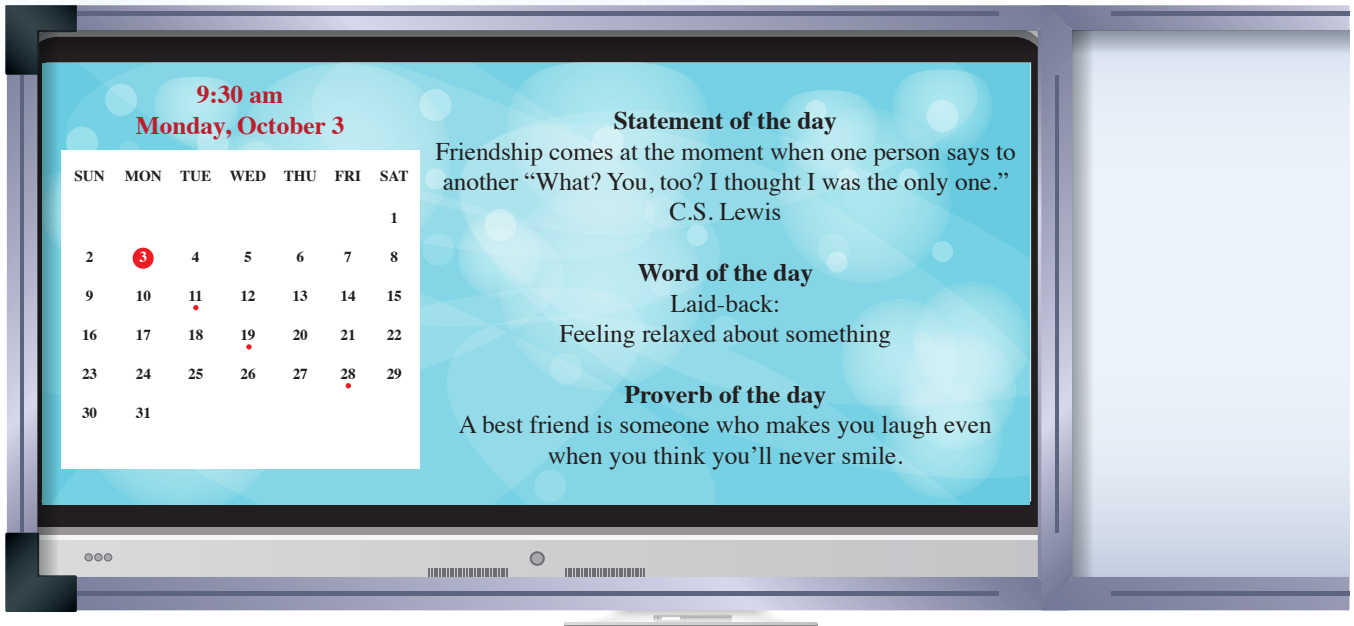 9:30 am
Monday, October 3
SUN MON TUE WED THU FRI SAT
1
2 3 4 5 6 7 8
9 10 11 12 13 14 15
16 17 18 19 20 21 22
23 24 25 26 27 28 29
30 31
Statement of the day
Friendship comes at the moment when one person says to
another “What? You, too? I thought I was the only one.”
C.S. Lewis
Word of the day
Laid-back:
Feeling relaxed about something
Proverb of the day
A best friend is someone who makes you laugh even
when you think you’ll never smile.